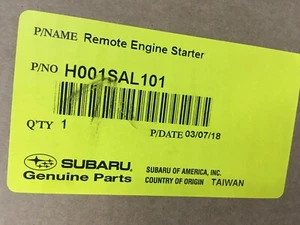 P/NAME Remote Engine Starter
P/NO H001SAL101
Q'TY 1 P/DATE 03/07/18
SUBARU SUBARU OF AMERICA, INC.
Genuine Parts COUNTRY OF ORIGIN TAIWAN